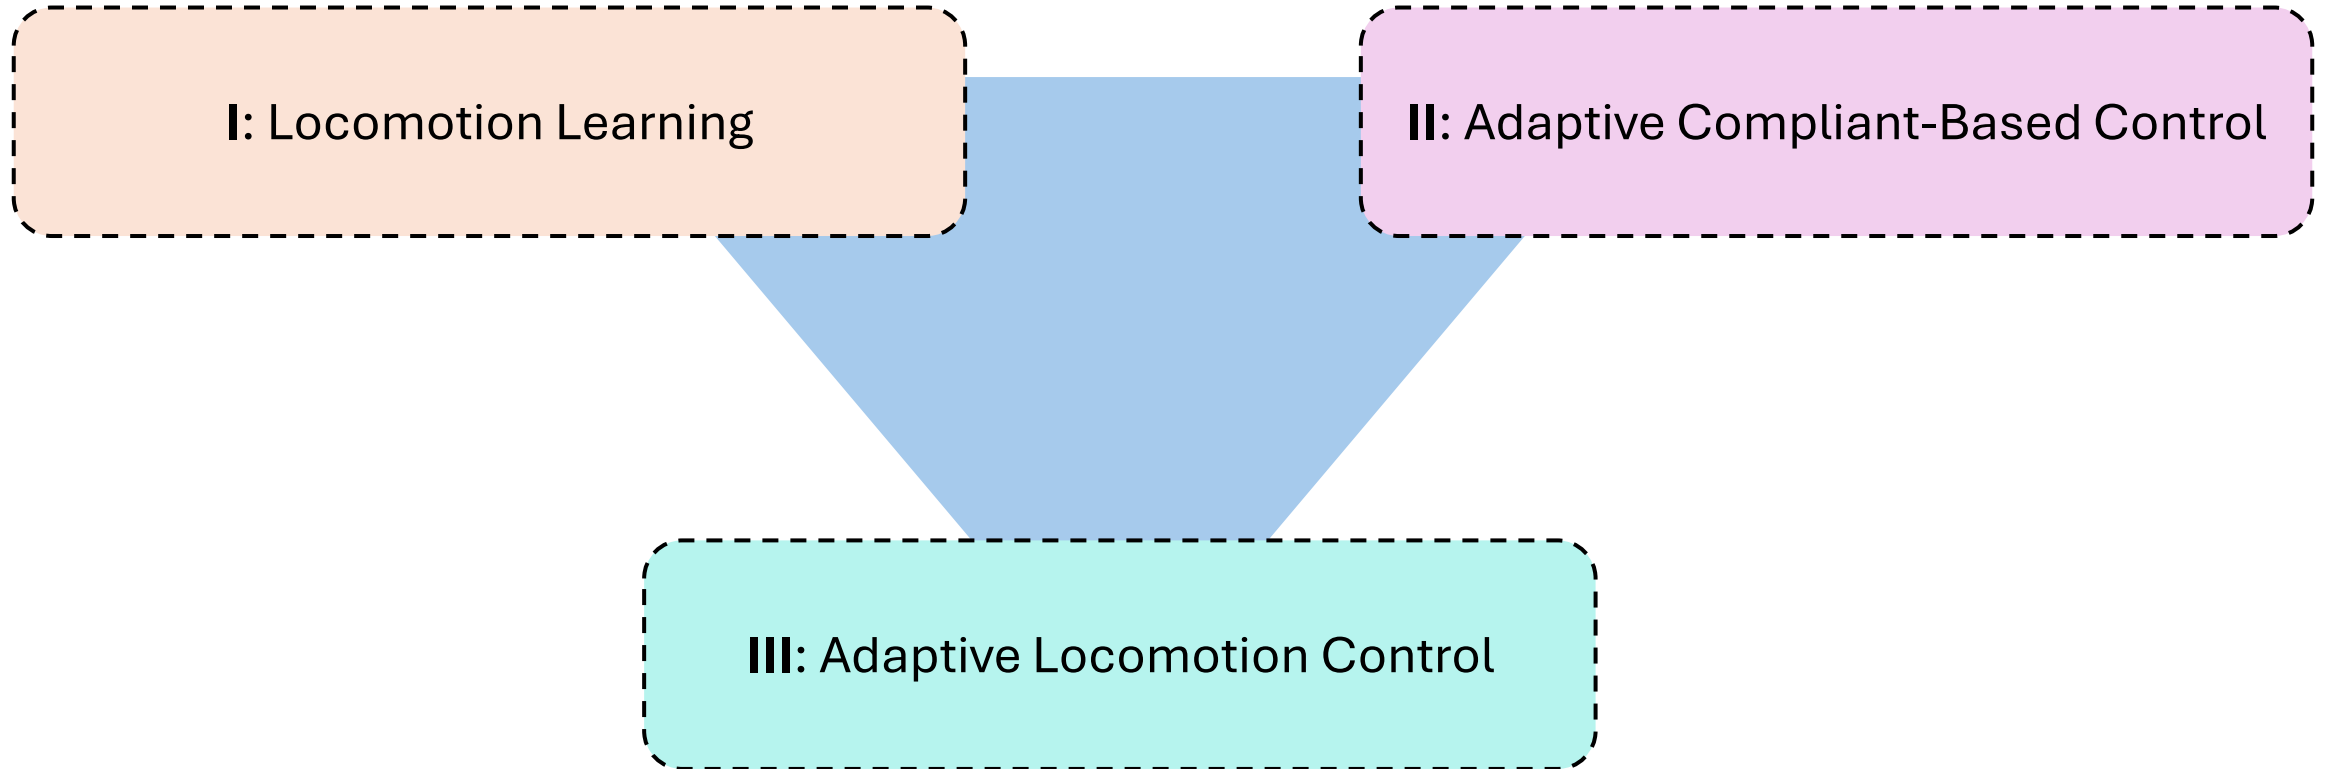 I: Locomotion Learning
II: Adaptive Compliant-Based Control
III: Adaptive Locomotion Control